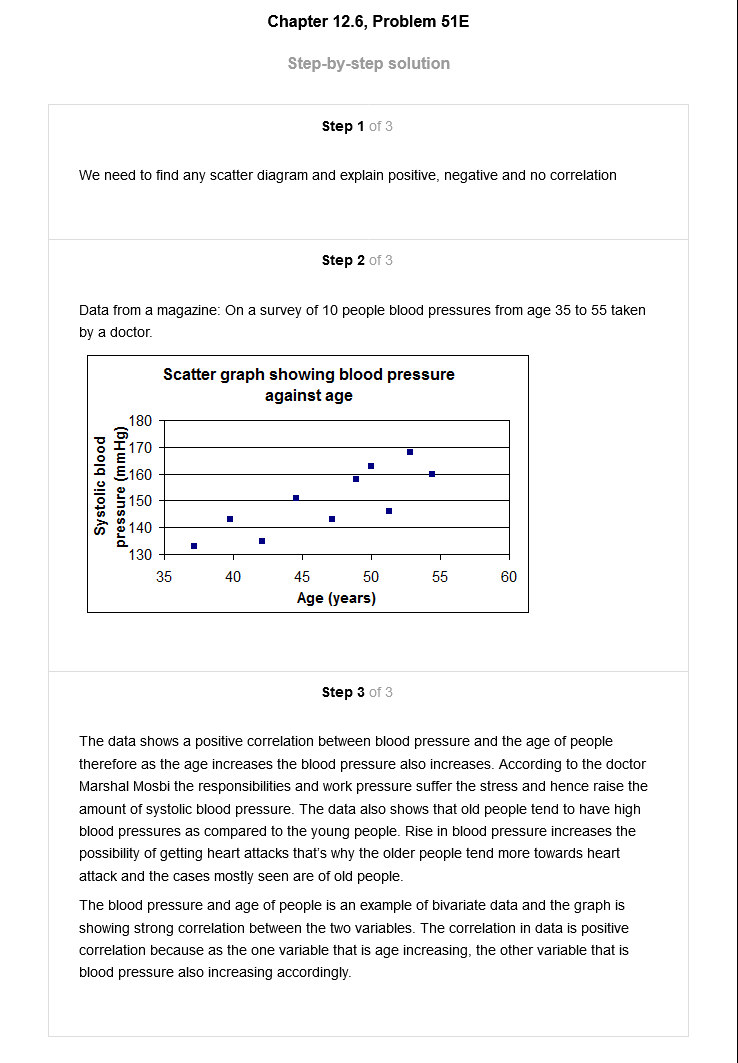 Chapter 12.6, Problem 51E
Step-by-step solution
Step 1 of 3
We need to find any scatter diagram and explain positive, negative and no correlation
Step 2 of 3
Data from a magazine: On a survey of 10 people blood pressures from age 35 to 55 taken
by a doctor.
Scatter graph showing blood pressure
against age
Systolic blood
pressure (mmHg)
180
170
160
150
140
130
35 40 45 50 55 60
Age (years)
Step 3 of 3
The data shows a positive correlation between blood pressure and the age of people
therefore as the age increases the blood pressure also increases. According to the doctor
Marshal Mosbi the responsibilities and work pressure suffer the stress and hence raise the
amount of systolic blood pressure. The data also shows that old people tend to have high
blood pressures as compared to the young people. Rise in blood pressure increases the
possibility of getting heart attacks that's why the older people tend more towards heart
attack and the cases mostly seen are of old people.
The blood pressure and age of people is an example of bivariate data and the graph is
showing strong correlation between the two variables. The correlation in data is positive
correlation because as the one variable that is age increasing, the other variable that is
blood pressure also increasing accordingly.